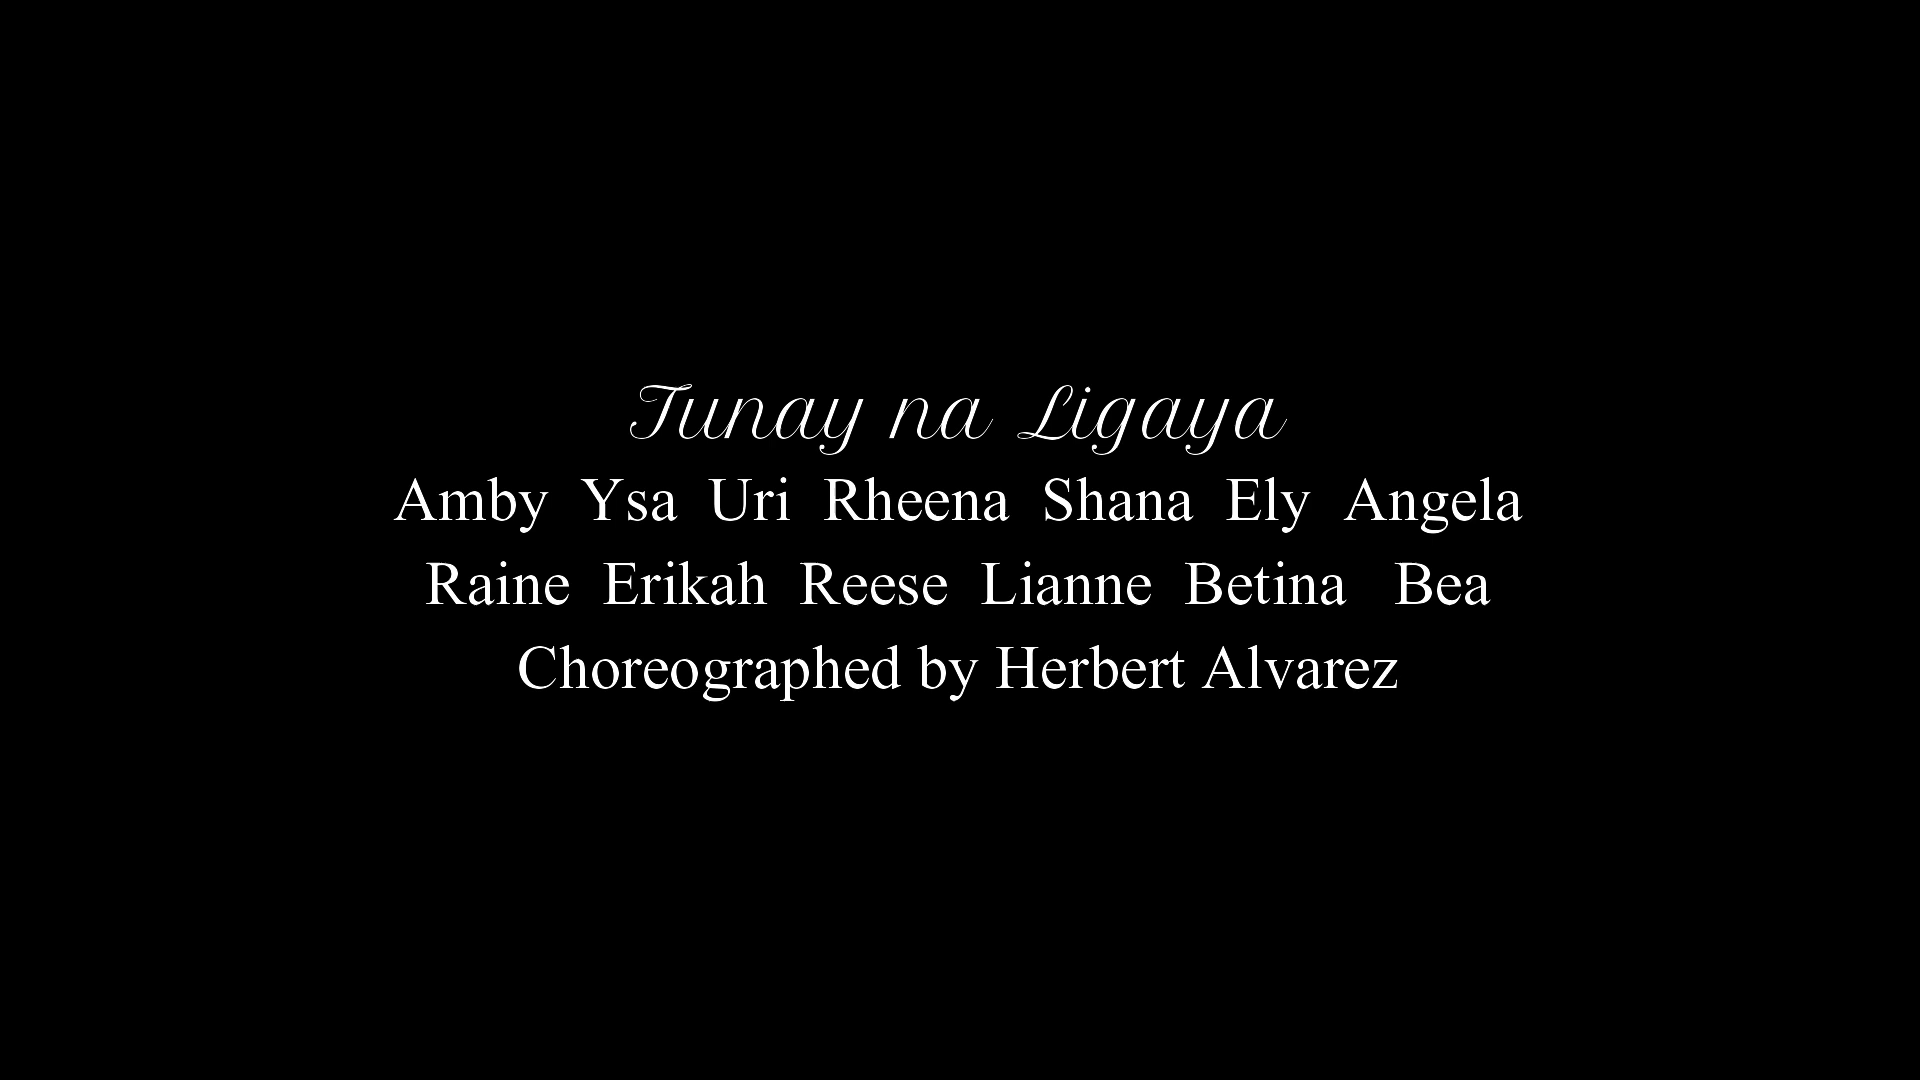 Tunay na Ligaya
Amby Ysa Uri Rheena Shana Ely Angela
Raine Erikah Reese Lianne Betina Bea
Choreographed by Herbert Alvarez